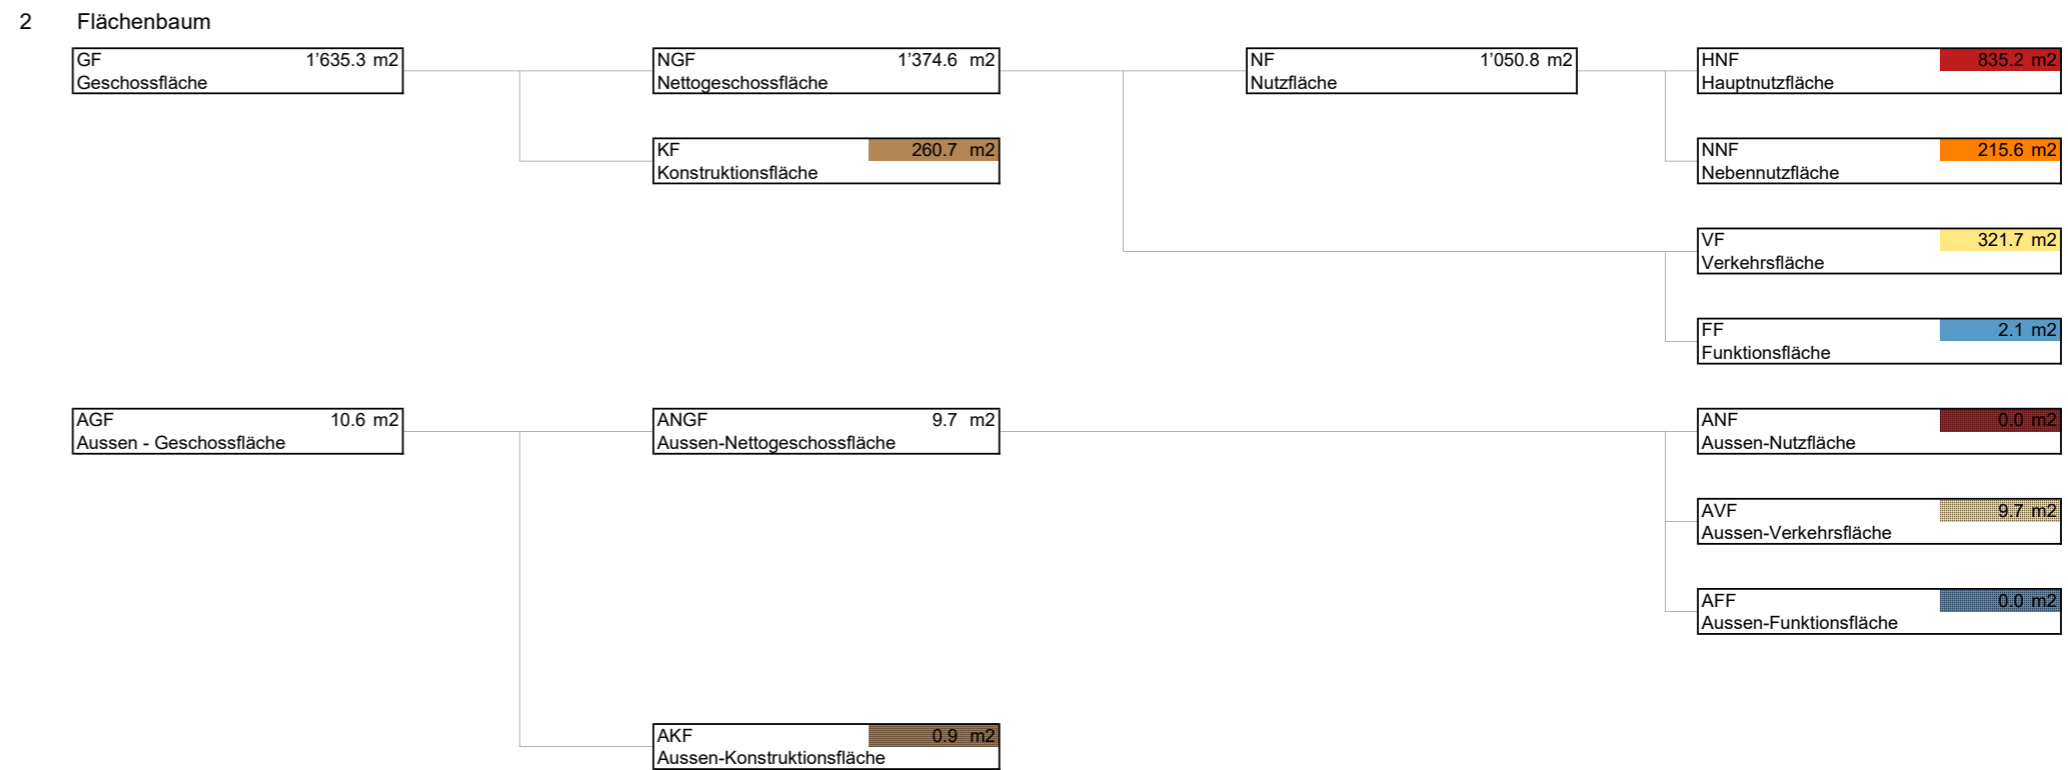 2 Flächenbaum
GF 1'635.3 m2 NGF 1'374.6 m2 NF 1'050.8 m2 HNF 835.2 m2
Geschossfläche Nettogeschossfläche Nutzfläche Hauptnutzfläche
KF 260.7 m2 NNF 215.6 m2
Konstruktionsfläche Nebennutzfläche
VF 321.7 m2
Verkehrsfläche
FF 2.1 m2
Funktionsfläche
AGF 10.6 m2 ANGF 9.7 m2 ANF 0.0 m2
Aussen - Geschossfläche Aussen-Nettogeschossfläche Aussen-Nutzfläche
AVF 9.7 m2
Aussen-Verkehrsfläche
AFF 0.0 m2
Aussen-Funktionsfläche
AKF 0.9 m2
Aussen-Konstruktionsfläche